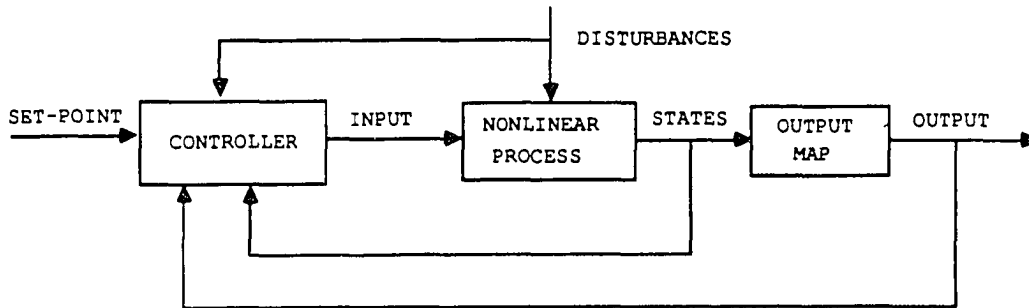 DISTURBANCES
SET-POINT
CONTROLLER
INPUT
NONLINEAR
PROCESS
STATES
OUTPUT
MAP
OUTPUT